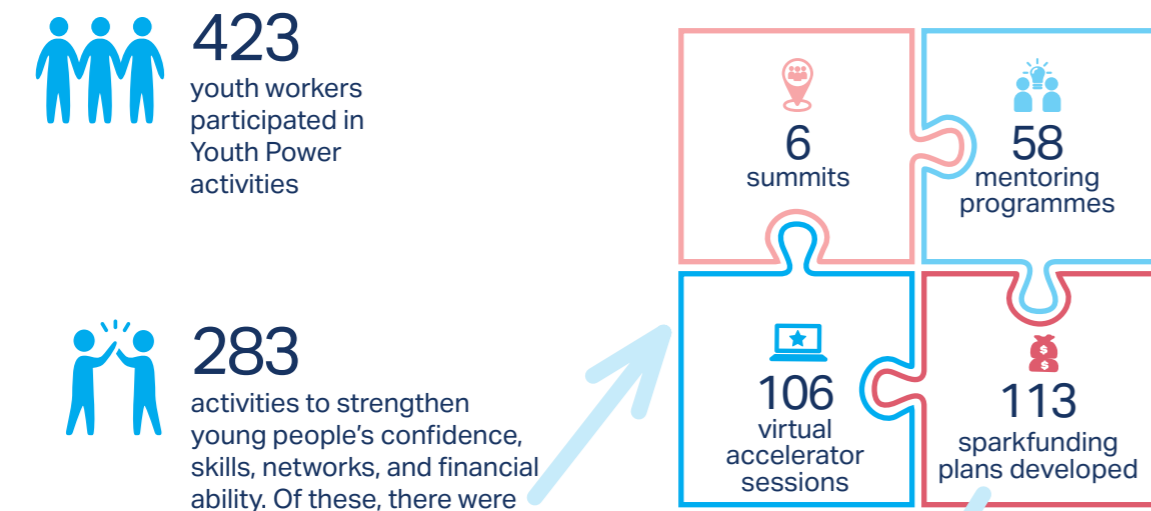 423
youth workers
participated in
Youth Power
activities
283
activities to strengthen
young people’s confidence,
skills, networks, and financial
ability. Of these, there were
6
summits
58
mentoring
programmes
106
virtual
accelerator
sessions
113
sparkfunding
plans developed